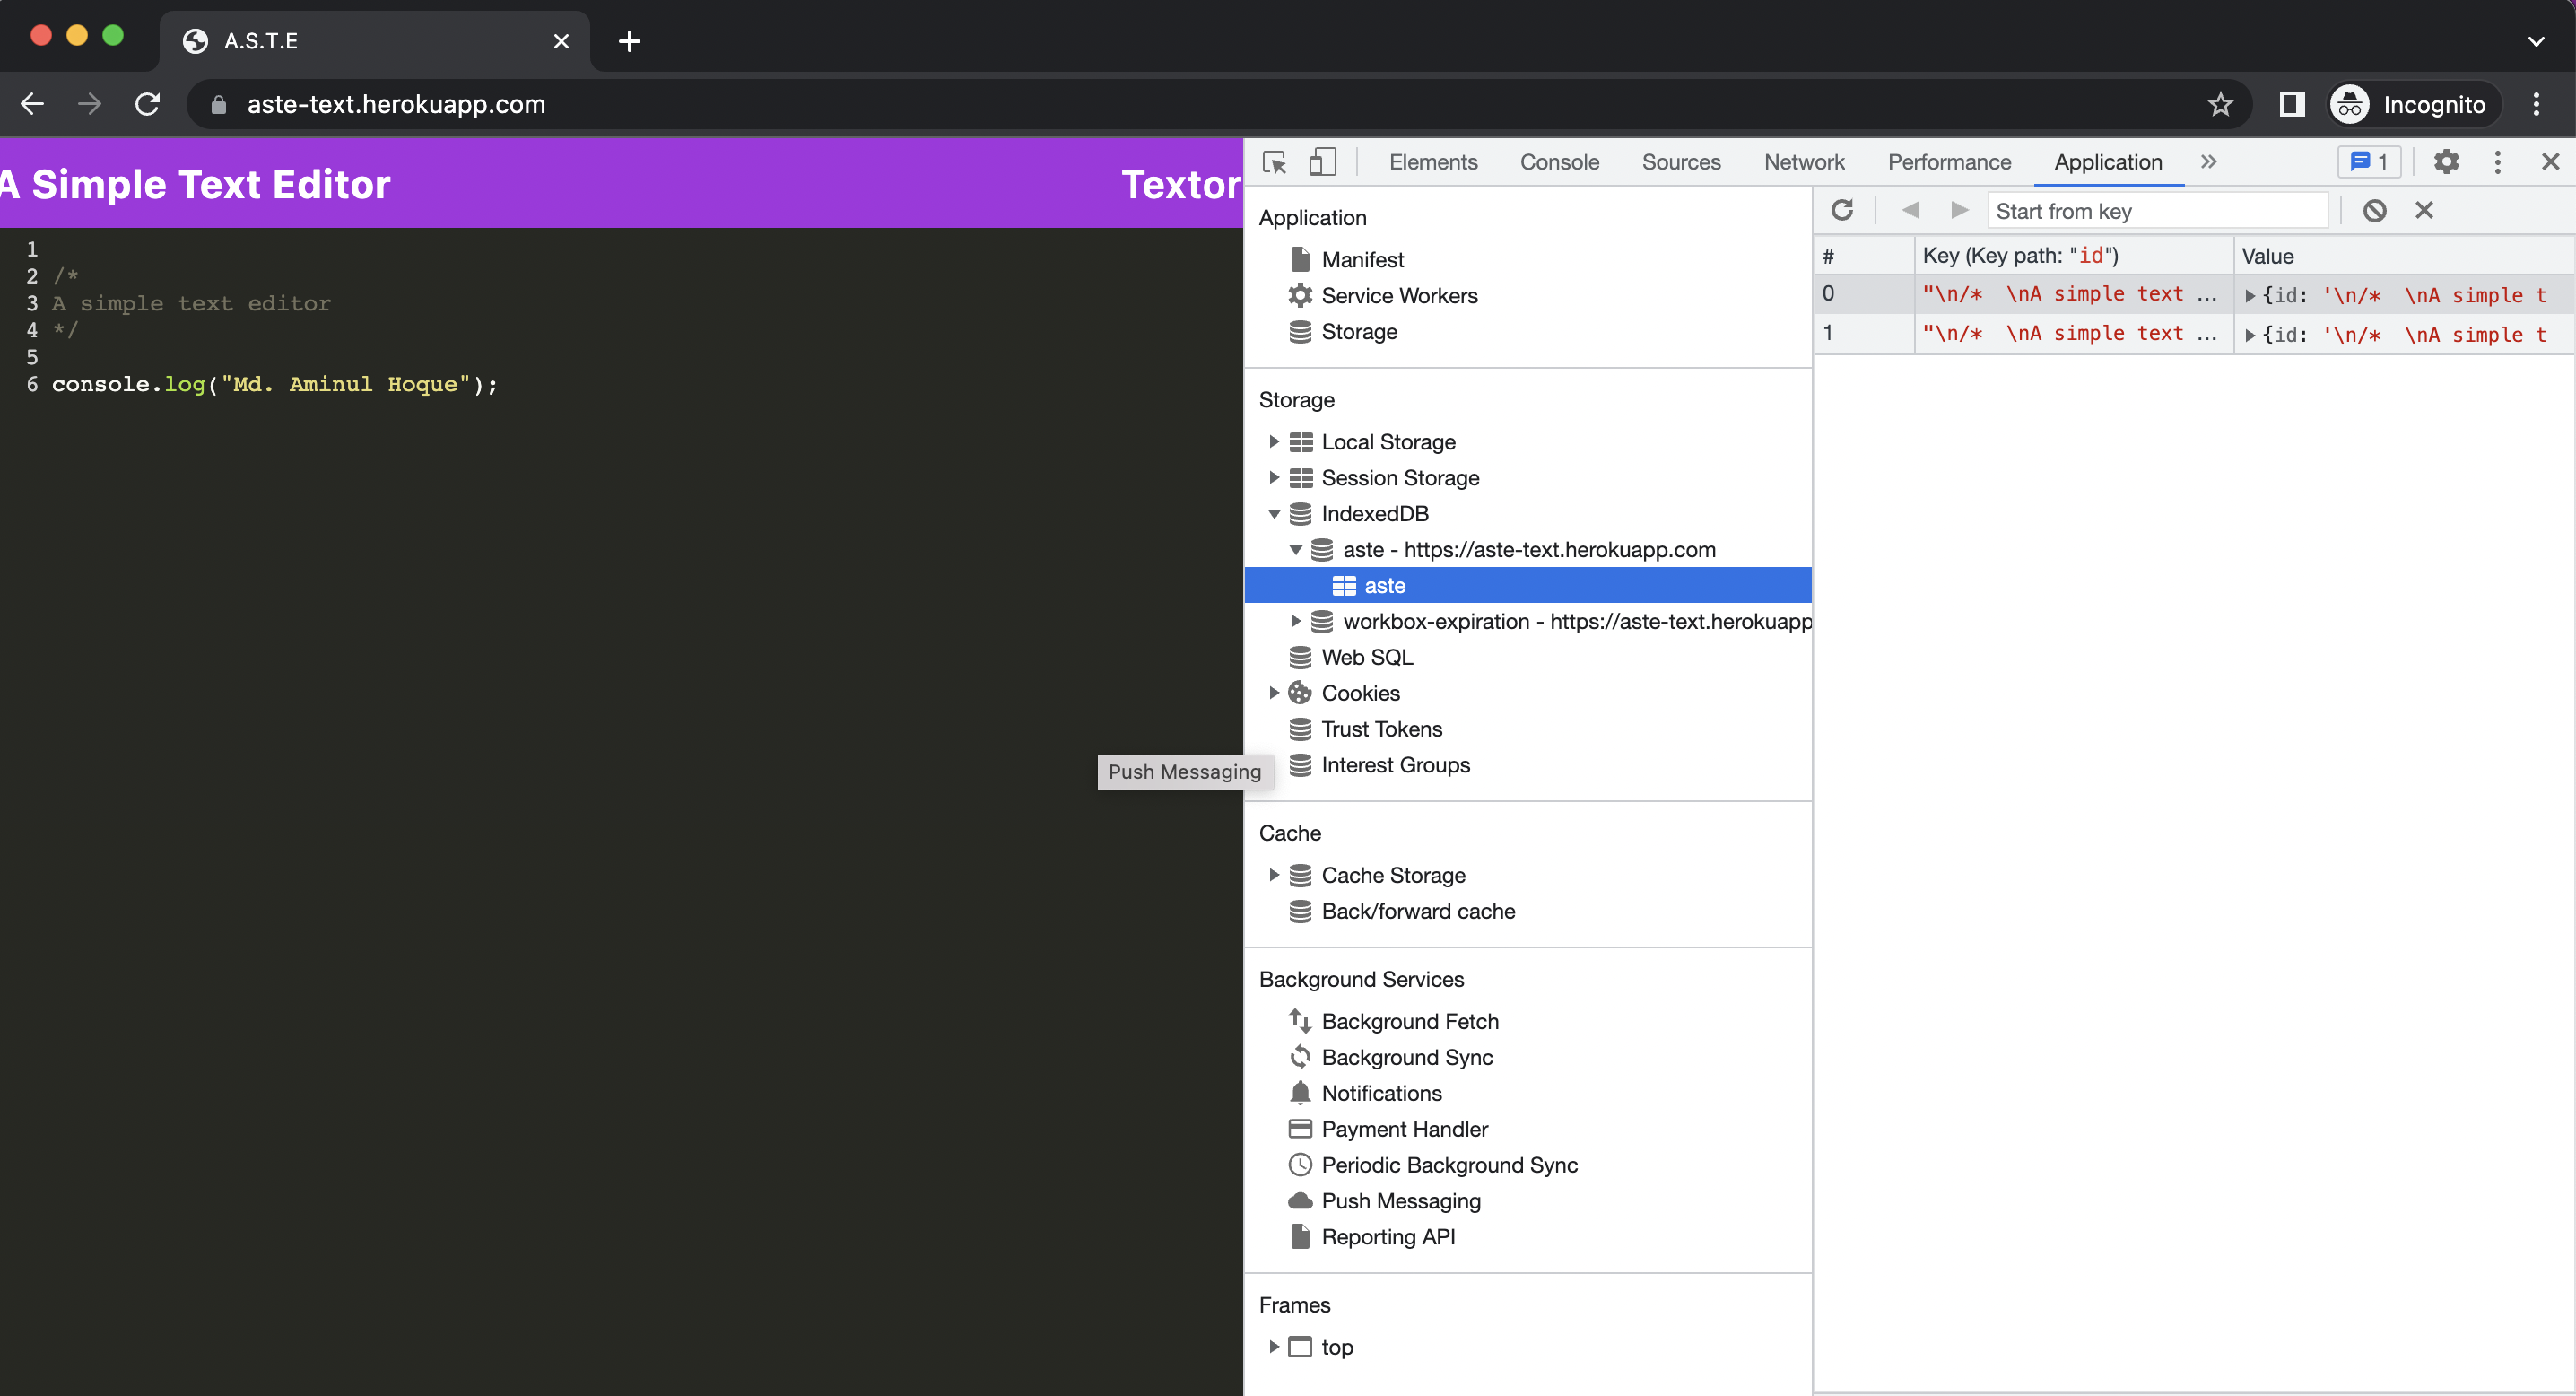 A.S.T.E
aste-text.herokuapp.com
Incognito
A Simple Text Editor
Textor
1
2 /*
3 A simple text editor
4 */
5
6 console.log("Md. Aminul Hoque");
Push Messaging
Elements Console Sources Network Performance Application » 1
Application
Manifest
Service Workers
Storage
Storage
Local Storage
Session Storage
IndexedDB
aste - https://aste-text.herokuapp.com
aste
workbox-expiration - https://aste-text.herokuapp
Web SQL
Cookies
Trust Tokens
Interest Groups
Cache
Cache Storage
Back/forward cache
Background Services
Background Fetch
Background Sync
Notifications
Payment Handler
Periodic Background Sync
Push Messaging
Reporting API
Frames
top
Start from key
# Key (Key path: "id") Value
0 "\n/*  \nA simple text … {id: '\n/*  \nA simple t
1 "\n/*  \nA simple text … {id: '\n/*  \nA simple t